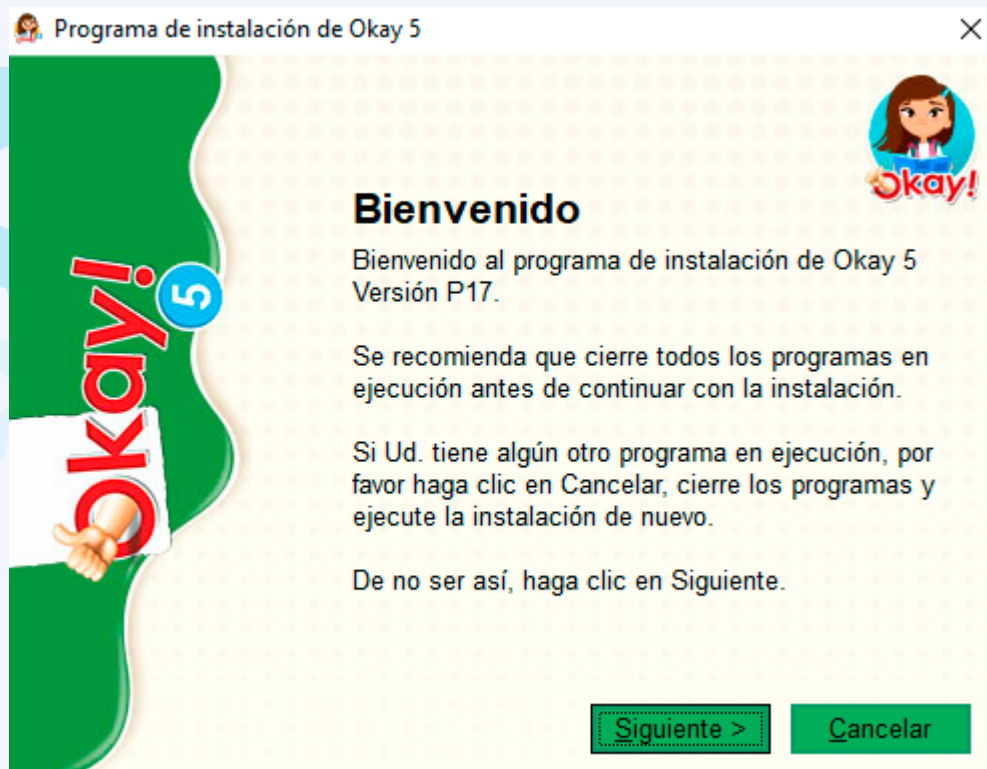 Programa de instalación de Okay 5
Okay!
Okay!
5
Bienvenido
Bienvenido al programa de instalación de Okay 5
Versión P17.
Se recomienda que cierre todos los programas en
ejecución antes de continuar con la instalación.
Si Ud. tiene algún otro programa en ejecución, por
favor haga clic en Cancelar, cierre los programas y
ejecute la instalación de nuevo.
De no ser así, haga clic en Siguiente.
Siguiente >
Cancelar